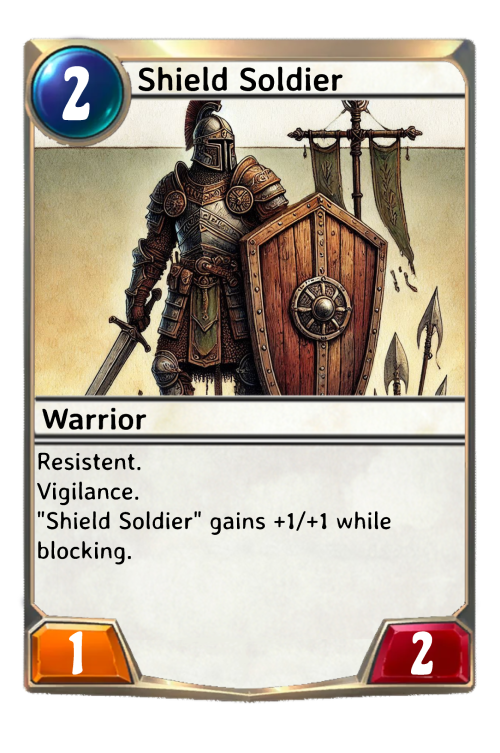 2
Shield Soldier
Warrior
Resistent.
Vigilance.
"Shield Soldier" gains +1/+1 while
blocking.
1
2